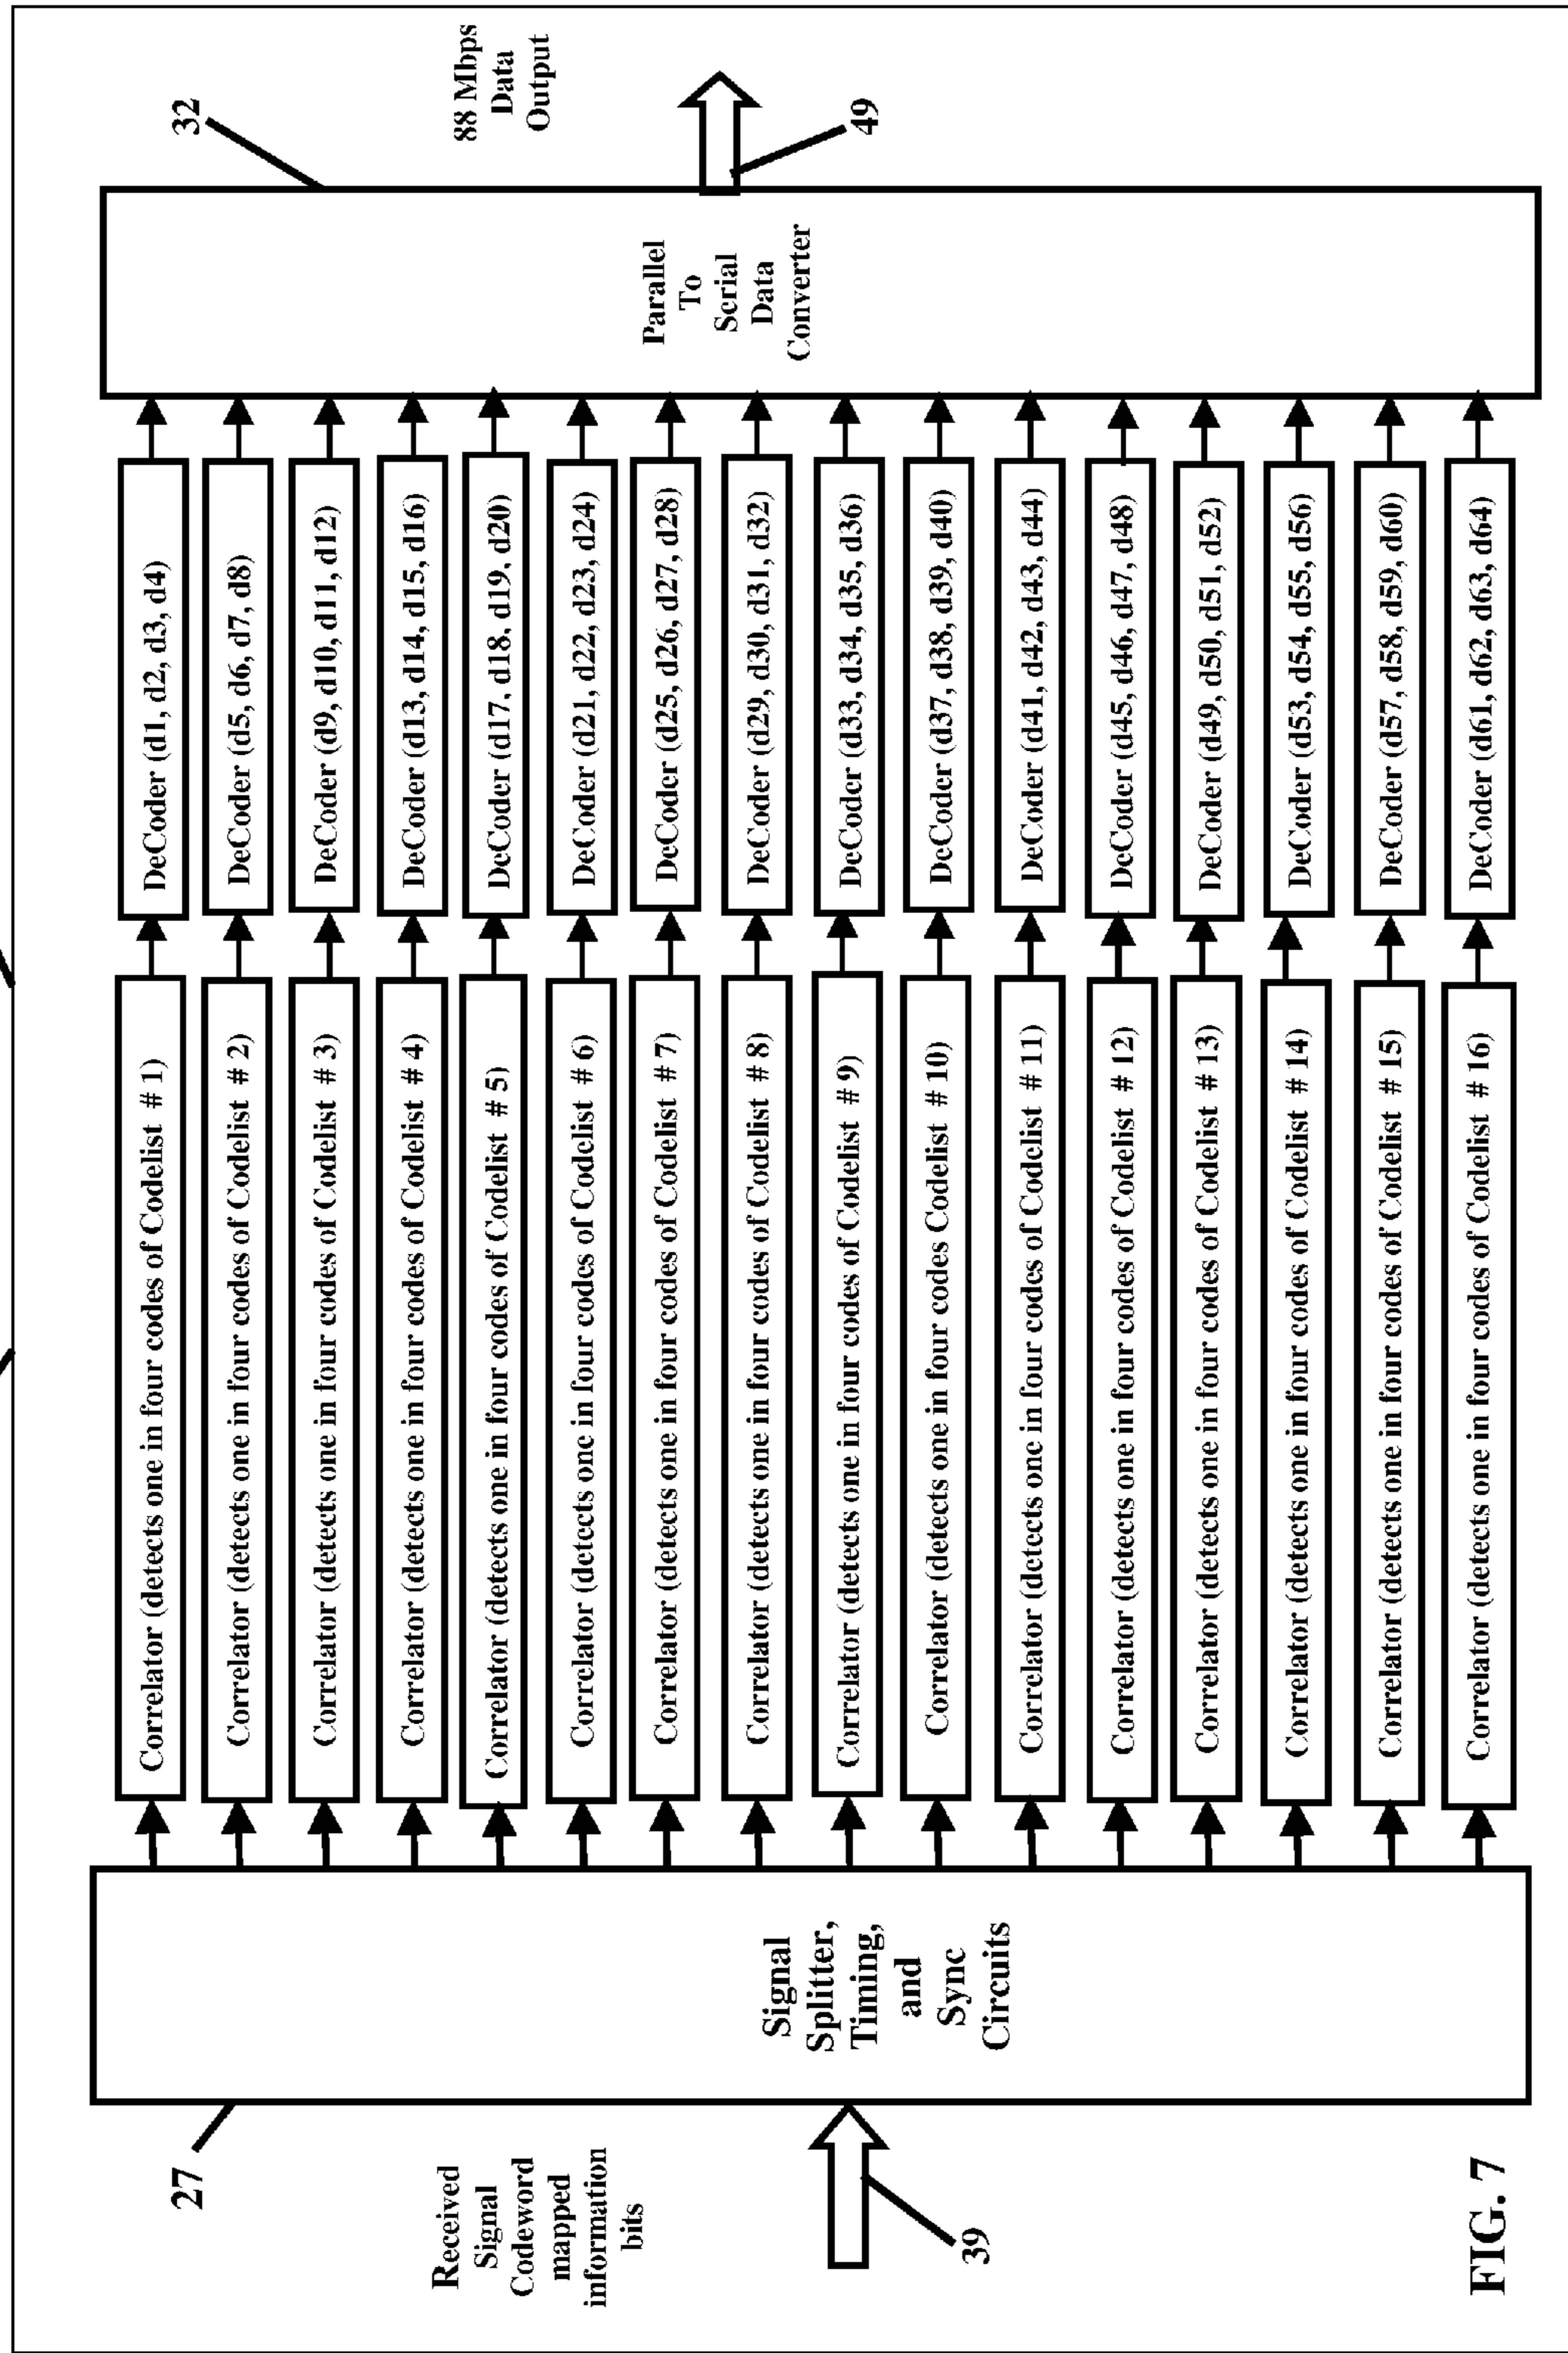 27
Received
Signal
Codeword
mapped
information
bits
39
Signal
Splitter,
Timing,
and
Sync
Circuits
Correlator (detects one in four codes of Codelist # 1)
DeCoder (d1, d2, d3, d4)
Correlator (detects one in four codes of Codelist # 2)
DeCoder (d5, d6, d7, d8)
Correlator (detects one in four codes of Codelist # 3)
DeCoder (d9, d10, d11, d12)
Correlator (detects one in four codes of Codelist # 4)
DeCoder (d13, d14, d15, d16)
Correlator (detects one in four codes of Codelist # 5)
DeCoder (d17, d18, d19, d20)
Correlator (detects one in four codes of Codelist # 6)
DeCoder (d21, d22, d23, d24)
Correlator (detects one in four codes of Codelist # 7)
DeCoder (d25, d26, d27, d28)
Correlator (detects one in four codes of Codelist # 8)
DeCoder (d29, d30, d31, d32)
Correlator (detects one in four codes of Codelist # 9)
DeCoder (d33, d34, d35, d36)
Correlator (detects one in four codes Codelist # 10)
DeCoder (d37, d38, d39, d40)
Correlator (detects one in four codes of Codelist # 11)
DeCoder (d41, d42, d43, d44)
Correlator (detects one in four codes of Codelist # 12)
DeCoder (d45, d46, d47, d48)
Correlator (detects one in four codes of Codelist # 13)
DeCoder (d49, d50, d51, d52)
Correlator (detects one in four codes of Codelist # 14)
DeCoder (d53, d54, d55, d56)
Correlator (detects one in four codes of Codelist # 15)
DeCoder (d57, d58, d59, d60)
Correlator (detects one in four codes of Codelist # 16)
DeCoder (d61, d62, d63, d64)
Parallel
To
Serial
Data
Converter
32
88 Mbps
Data
Output
49
FIG. 7